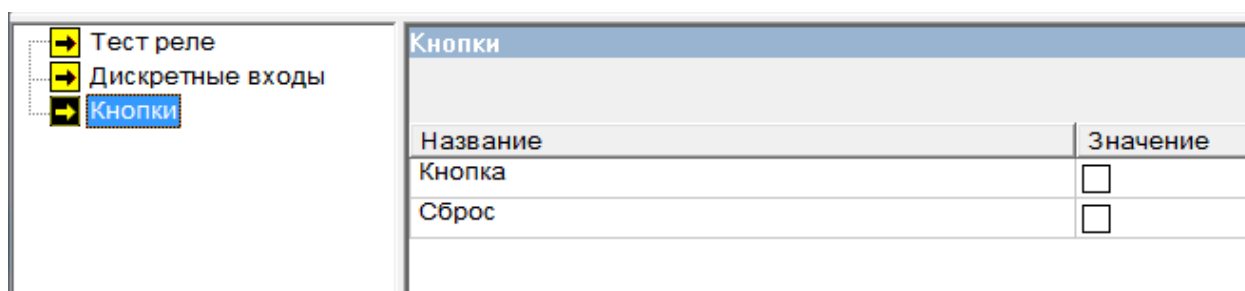 Тест реле
Дискретные входы
Кнопки
Кнопки
Название Значение
Кнопка
Сброс